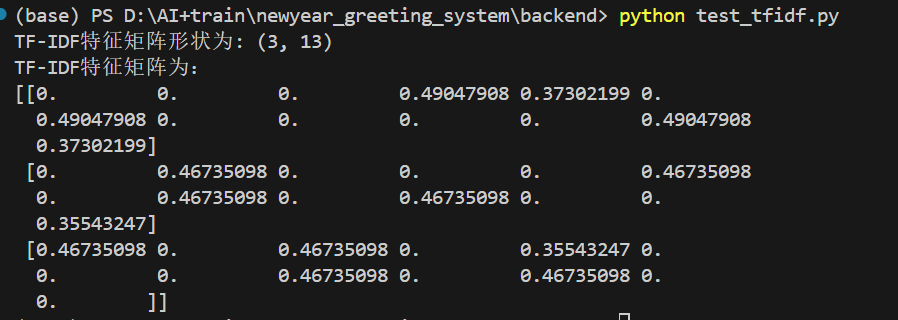 (base) PS D:\AI+train\newyear_greeting_system\backend> python test_tfidf.py
TF-IDF特征矩阵形状为: (3, 13)
TF-IDF特征矩阵为：
[[0.         0.         0.         0.49047908 0.37302199 0.
  0.49047908 0.         0.         0.         0.         0.49047908
  0.37302199]
 [0.         0.46735098 0.         0.         0.         0.46735098
  0.         0.46735098 0.         0.46735098 0.         0.
  0.35543247]
 [0.46735098 0.         0.46735098 0.         0.35543247 0.
  0.         0.         0.46735098 0.         0.46735098 0.
  0.        ]]